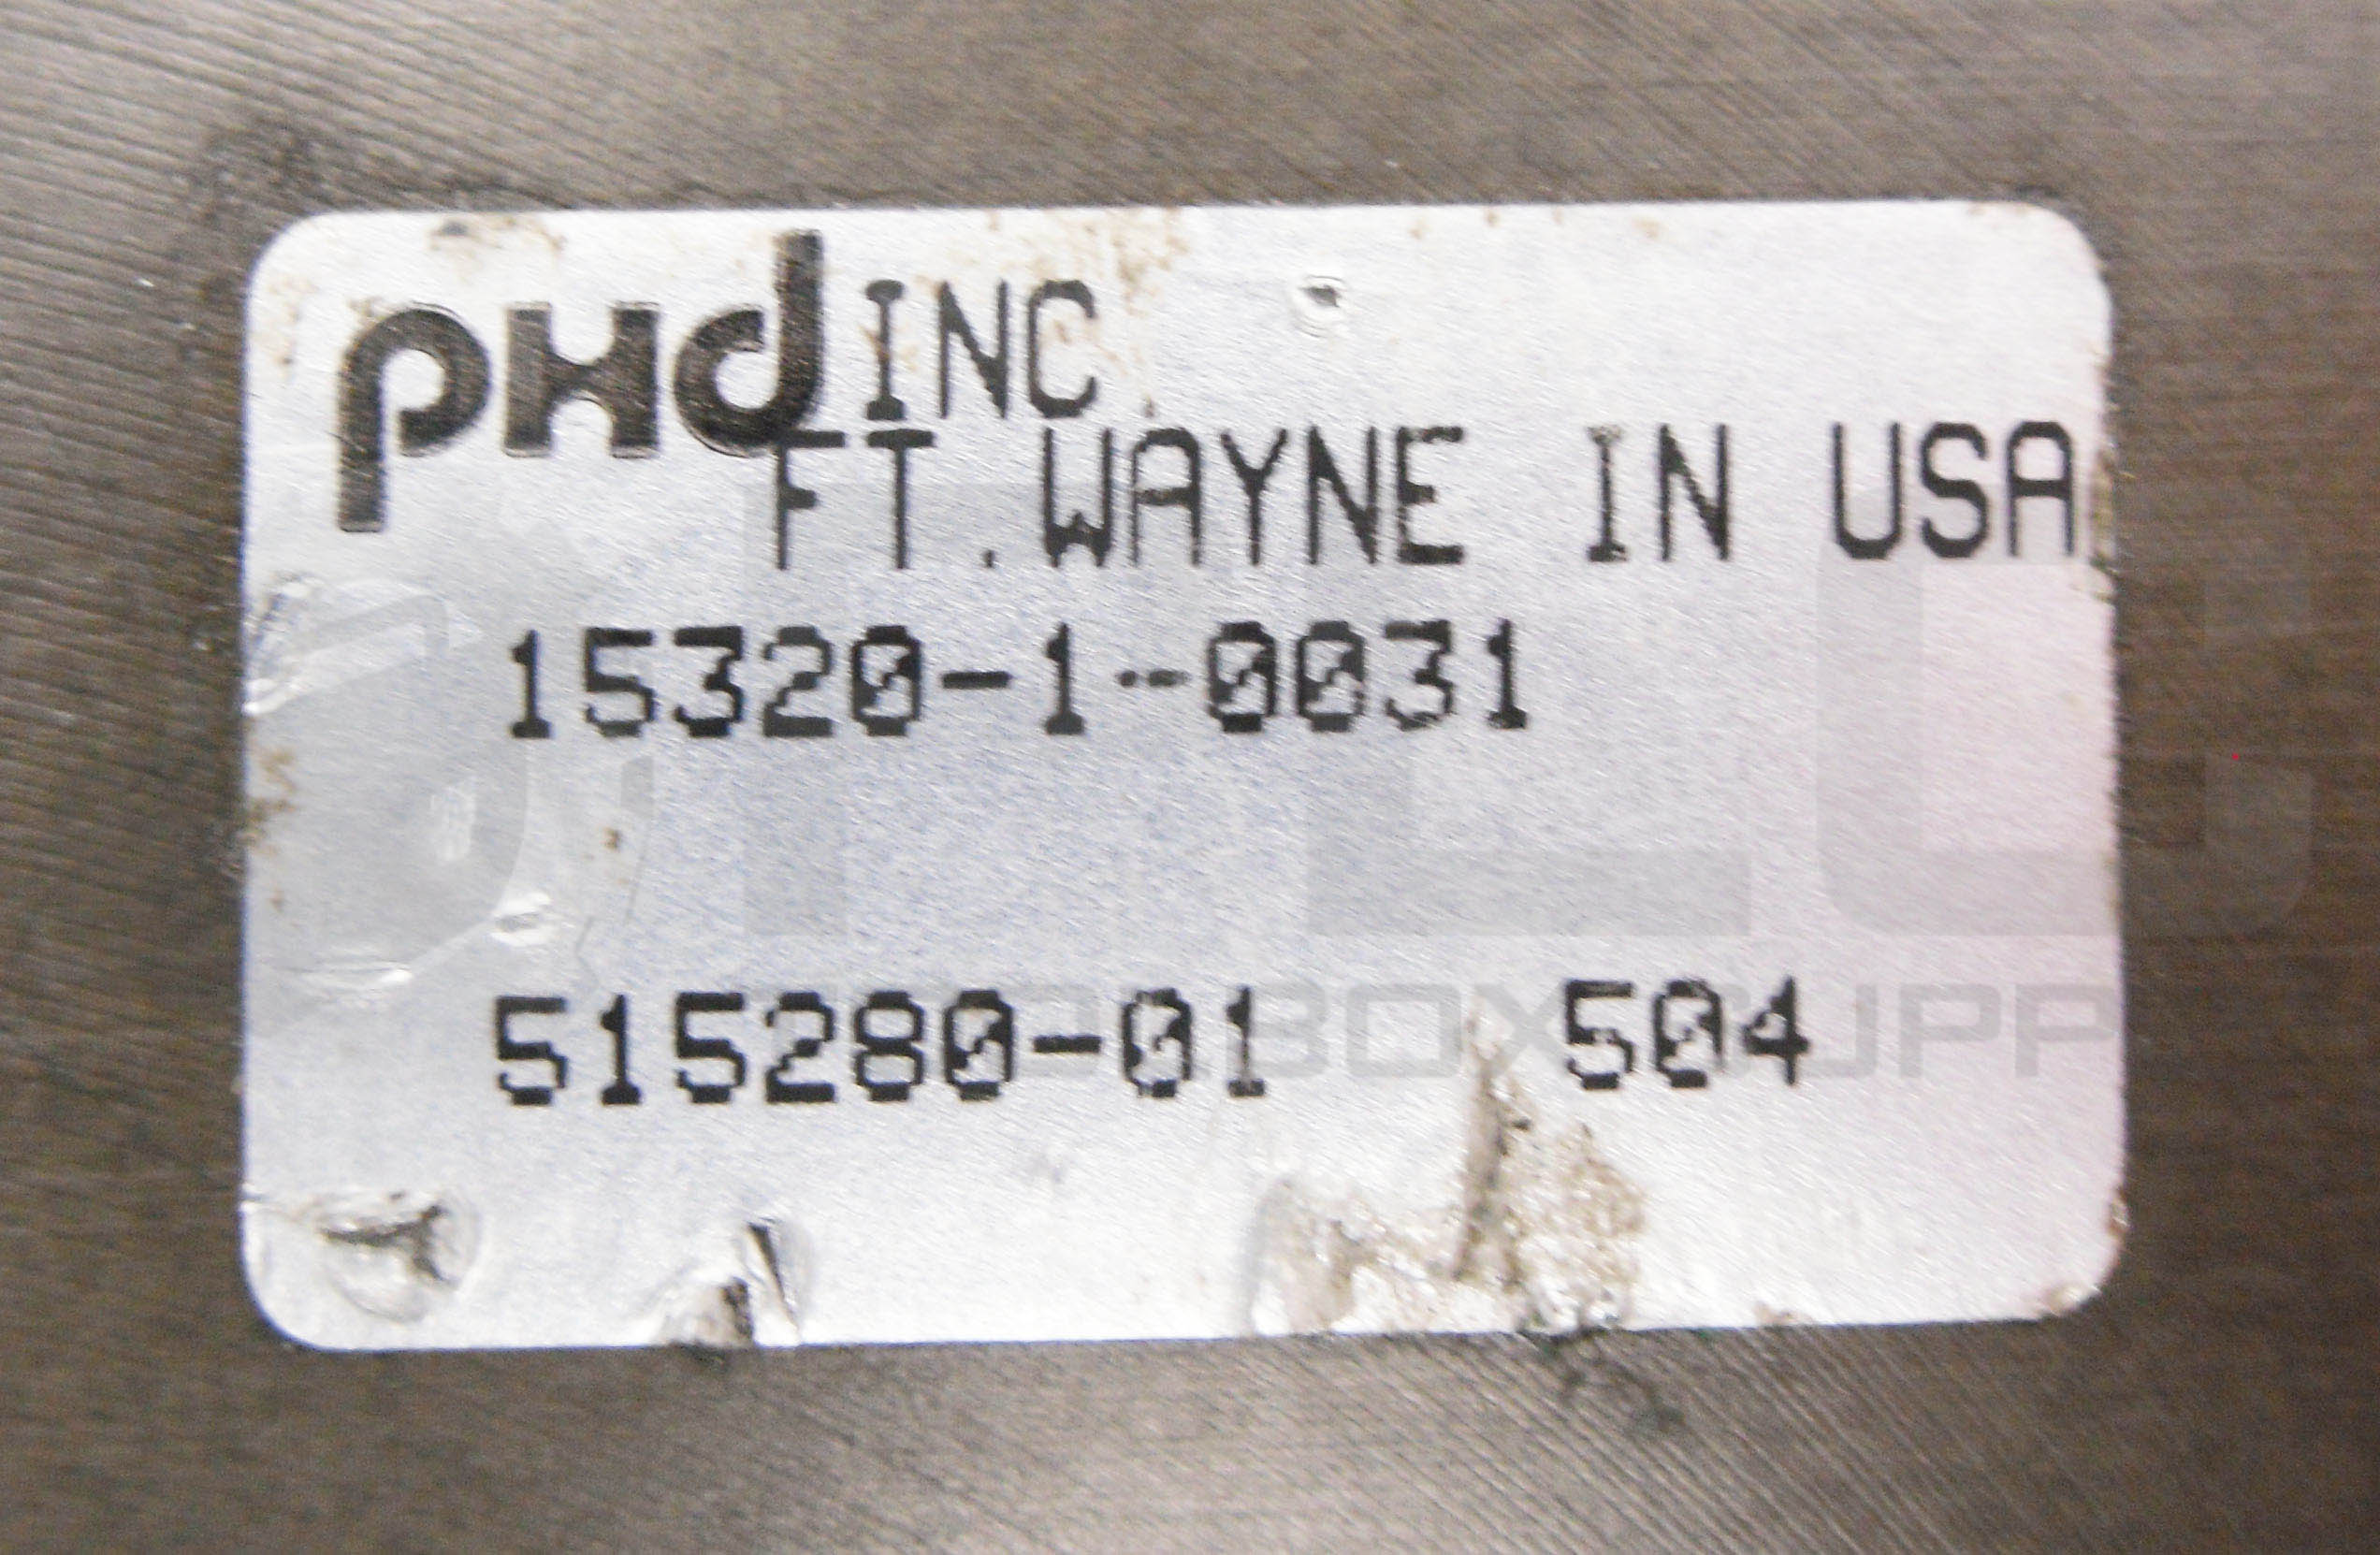 pHd INC.
FT. WAYNE IN USA
15320-1-0031
515280-01 504